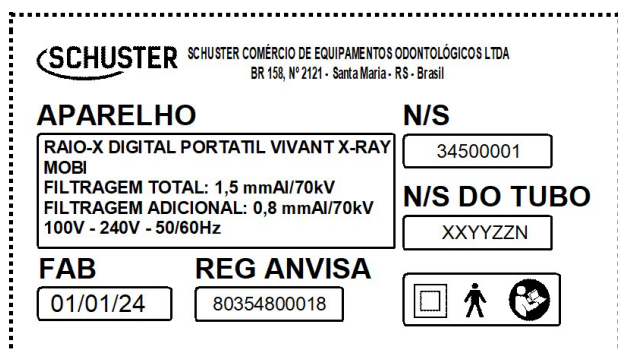 SCHUSTER
SCHUSTER COMÉRCIO DE EQUIPAMENTOS ODONTOLÓGICOS LTDA
BR 158, Nº 2121 - Santa Maria - RS - Brasil
APARELHO
RAIO-X DIGITAL PORTATIL VIVANT X-RAY
MOBI
FILTRAGEM TOTAL: 1,5 mmAl/70kV
FILTRAGEM ADICIONAL: 0,8 mmAl/70kV
100V - 240V - 50/60Hz
N/S
34500001
N/S DO TUBO
XXYYZZN
FAB
01/01/24
REG ANVISA
80354800018